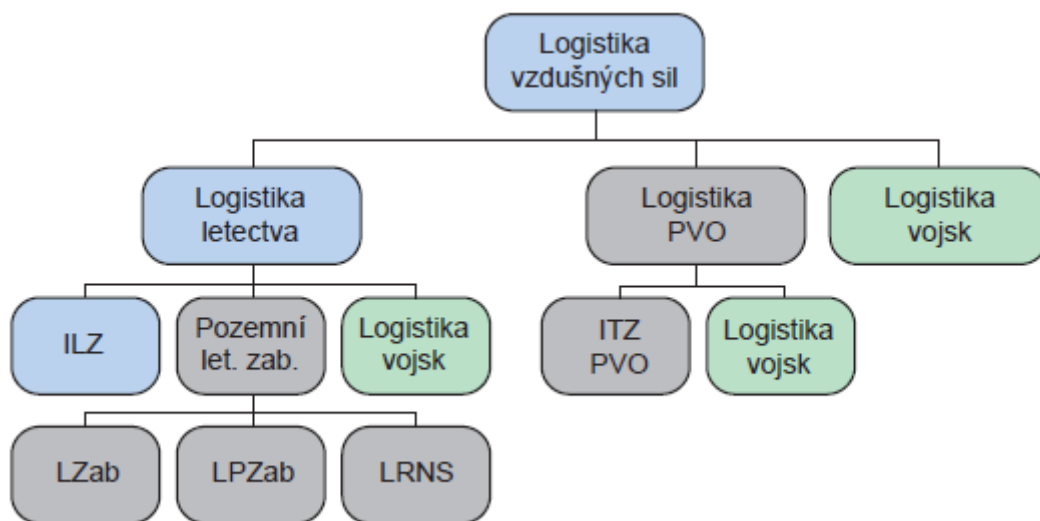 Logistika
vzdušných sil
Logistika
letectva
Logistika
PVO
Logistika
vojsk
ILZ
Pozemní
let. zab.
Logistika
vojsk
ITZ
PVO
Logistika
vojsk
LZab
LPZab
LRNS